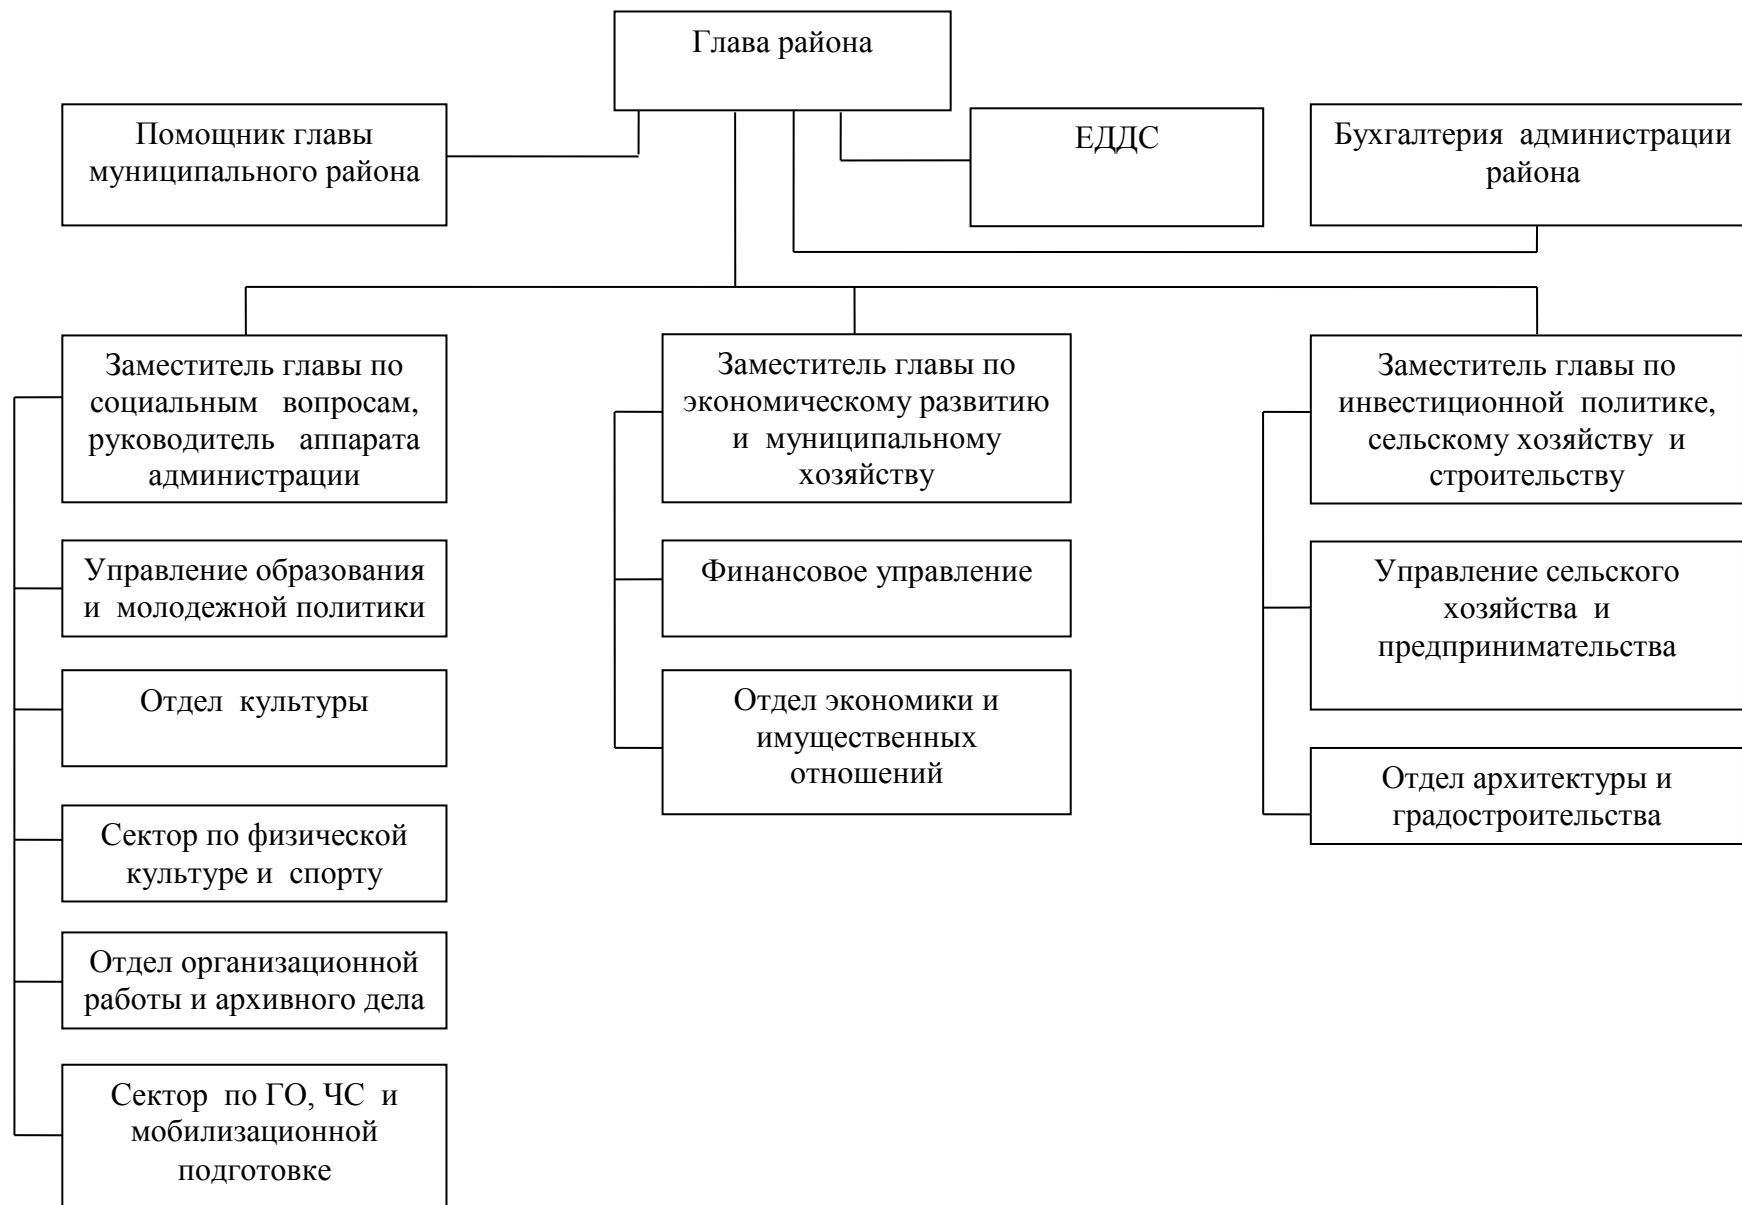 Глава района
Помощник главы
муниципального района
ЕДДС
Бухгалтерия администрации
района
Заместитель главы по
социальным вопросам,
руководитель аппарата
администрации
Управление образования
и молодежной политики
Отдел культуры
Сектор по физической
культуре и спорту
Отдел организационной
работы и архивного дела
Сектор по ГО, ЧС и
мобилизационной
подготовке
Заместитель главы по
экономическому развитию
и муниципальному
хозяйству
Финансовое управление
Отдел экономики и
имущественных
отношений
Заместитель главы по
инвестиционной политике,
сельскому хозяйству и
строительству
Управление сельского
хозяйства и
предпринимательства
Отдел архитектуры и
градостроительства